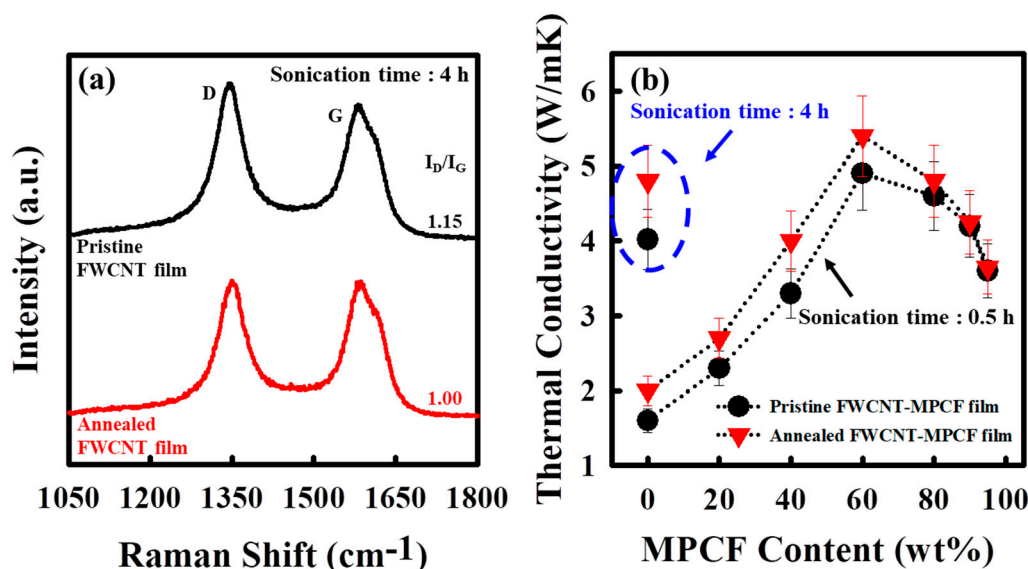 (a)
Sonication time : 4 h
D
G
I_D/I_G
1.15
Pristine
FWCNT film
1.00
Annealed
FWCNT film
Intensity (a.u.)
1050 1200 1350 1500 1650 1800
Raman Shift (cm-1)
(b)
Sonication time : 4 h
Sonication time : 0.5 h
Pristine FWCNT-MPCF film
Annealed FWCNT-MPCF film
Thermal Conductivity (W/mK)
6
5
4
3
2
1
0 20 40 60 80 100
MPCF Content (wt%)